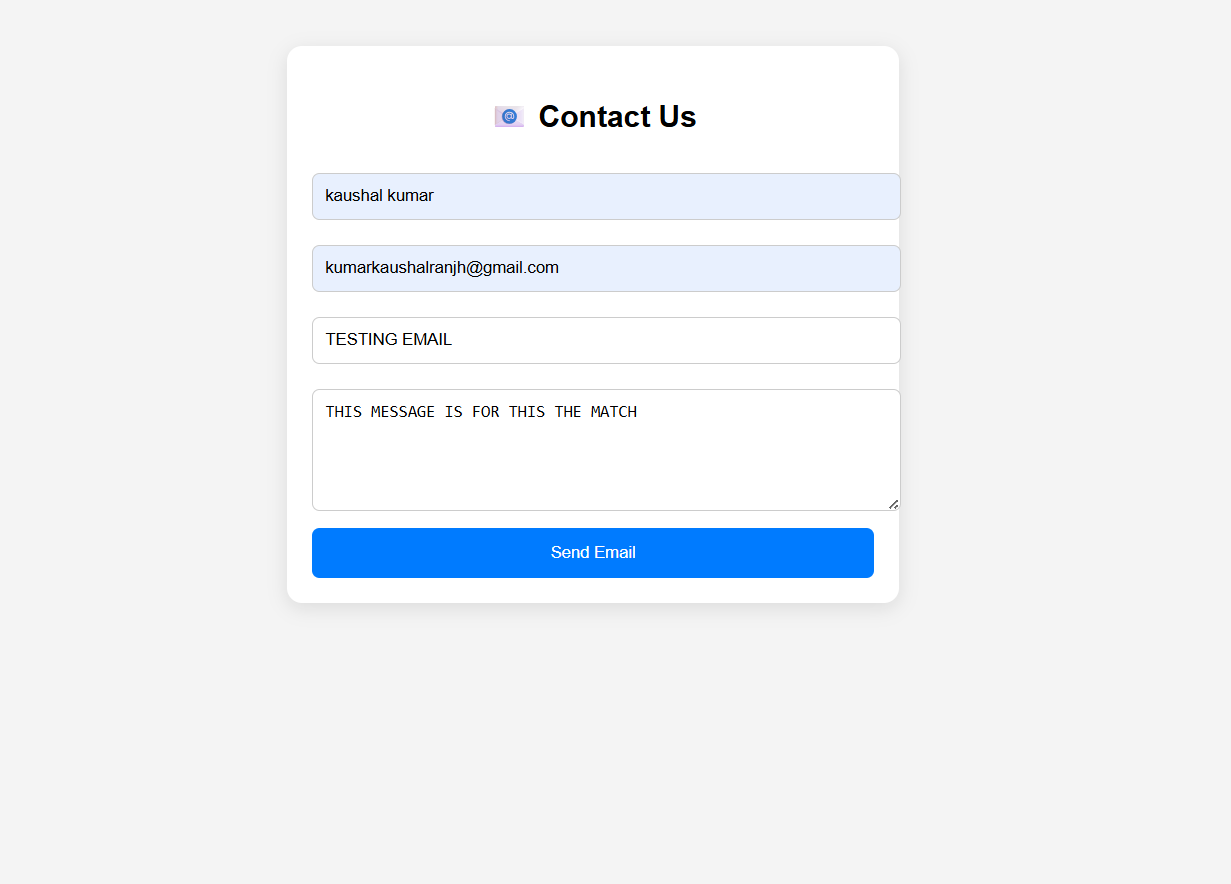 Contact Us
kaushal kumar
kumarkaushalranjh@gmail.com
TESTING EMAIL
THIS MESSAGE IS FOR THIS THE MATCH
Send Email